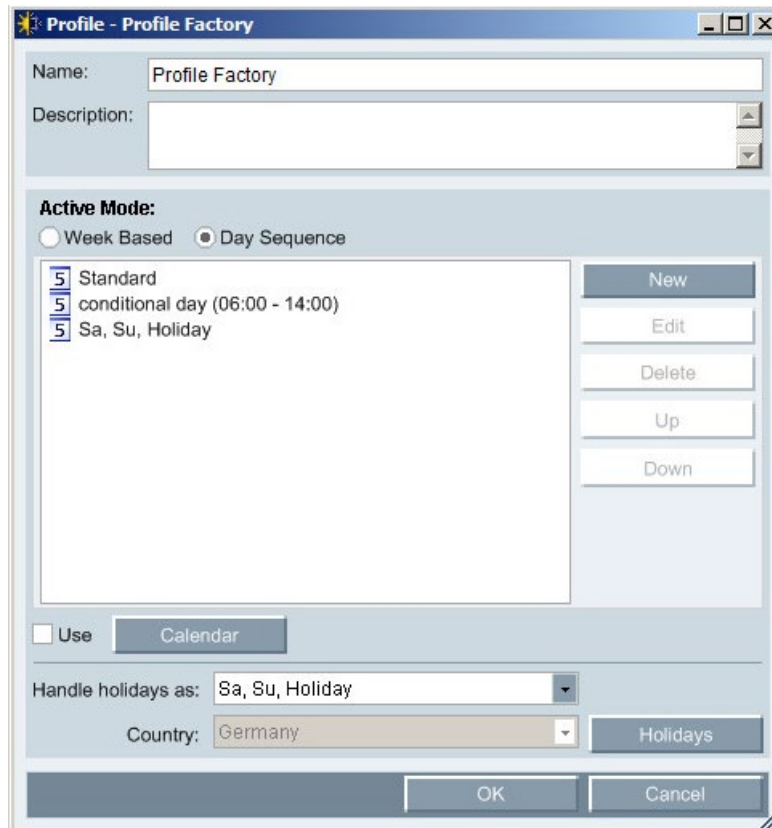 Profile - Profile Factory
Name: Profile Factory
Description:
Active Mode:
Week Based Day Sequence
5 Standard
5 conditional day (06:00 - 14:00)
5 Sa, Su, Holiday
New
Edit
Delete
Up
Down
Use Calendar
Handle holidays as: Sa, Su, Holiday
Country: Germany Holidays
OK Cancel